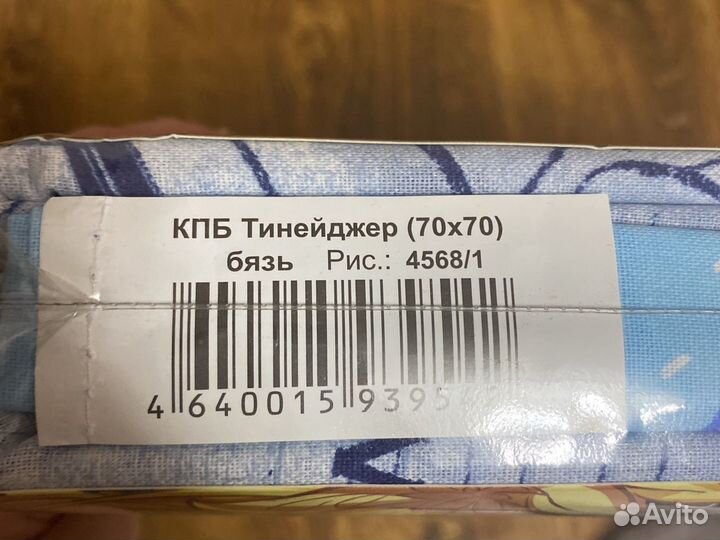 КПБ Тинейджер (70х70)
бязь Рис.: 4568/1
4 640015 9395
Avito